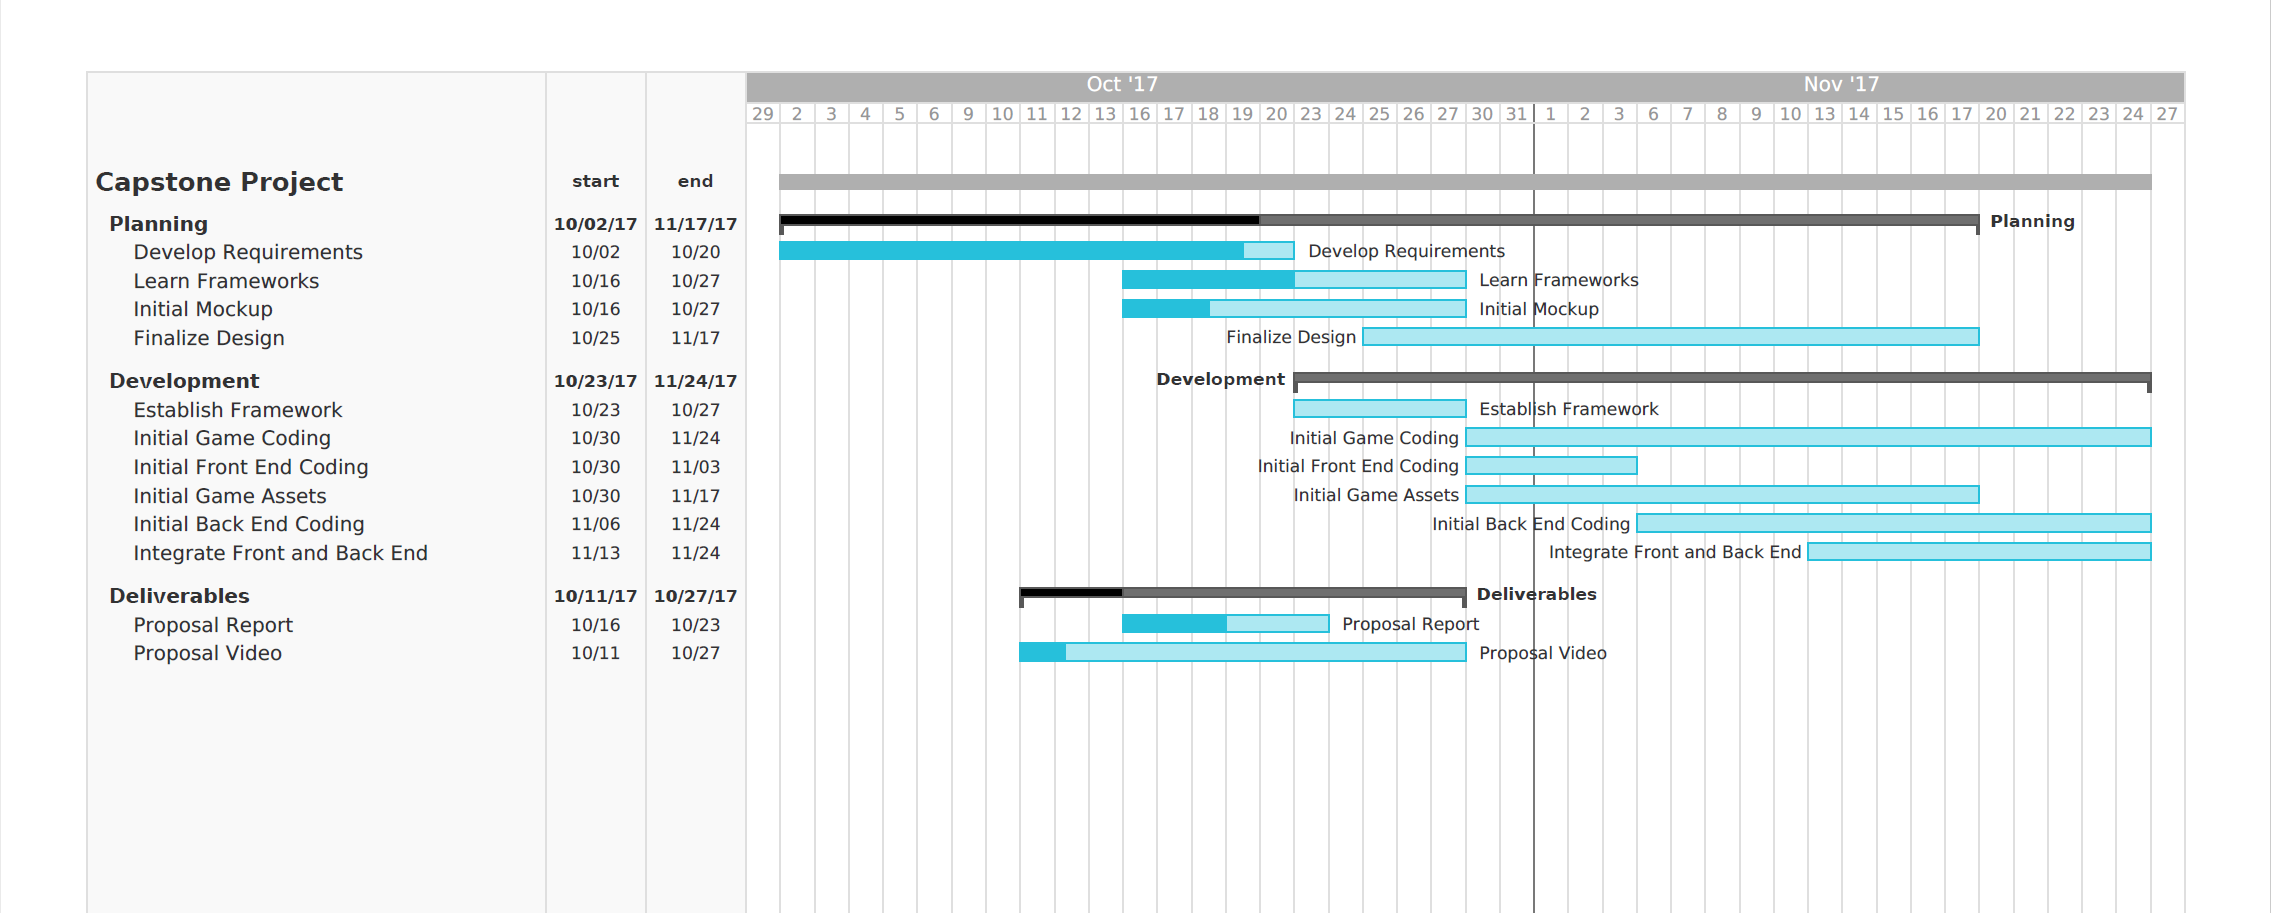 Oct '17 Nov '17
29 2 3 4 5 6 9 10 11 12 13 16 17 18 19 20 23 24 25 26 27 30 31 1 2 3 6 7 8 9 10 13 14 15 16 17 20 21 22 23 24 27
Capstone Project start end
Planning 10/02/17 11/17/17 Planning
Develop Requirements 10/02 10/20 Develop Requirements
Learn Frameworks 10/16 10/27 Learn Frameworks
Initial Mockup 10/16 10/27 Initial Mockup
Finalize Design 10/25 11/17 Finalize Design
Development 10/23/17 11/24/17 Development
Establish Framework 10/23 10/27 Establish Framework
Initial Game Coding 10/30 11/24 Initial Game Coding
Initial Front End Coding 10/30 11/03 Initial Front End Coding
Initial Game Assets 10/30 11/17 Initial Game Assets
Initial Back End Coding 11/06 11/24 Initial Back End Coding
Integrate Front and Back End 11/13 11/24 Integrate Front and Back End
Deliverables 10/11/17 10/27/17 Deliverables
Proposal Report 10/16 10/23 Proposal Report
Proposal Video 10/11 10/27 Proposal Video